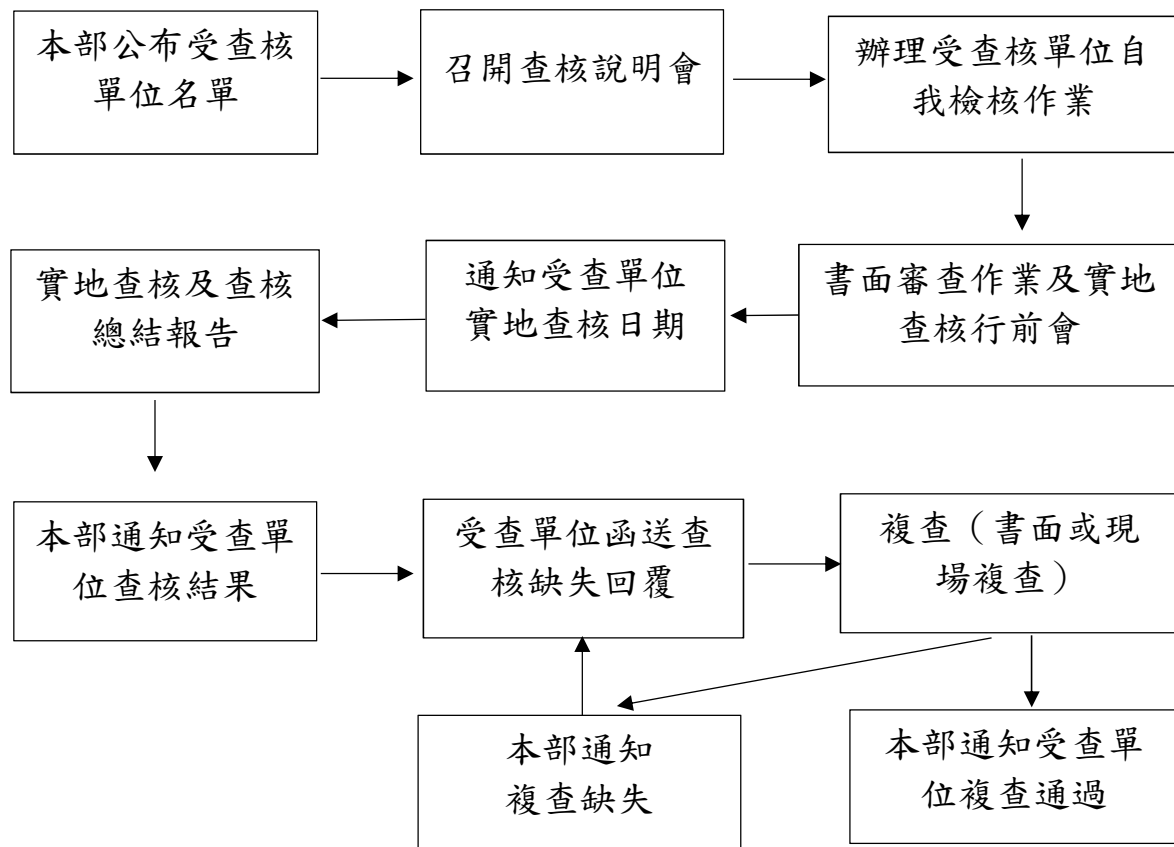 本部公布受查核
單位名單
召開查核說明會
辦理受查核單位自
我檢核作業
書面審查作業及實地
查核行前會
通知受查單位
實地查核日期
實地查核及查核
總結報告
本部通知受查單
位查核結果
受查單位函送查
核缺失回覆
複查（書面或現
場複查）
本部通知
複查缺失
本部通知受查單
位複查通過